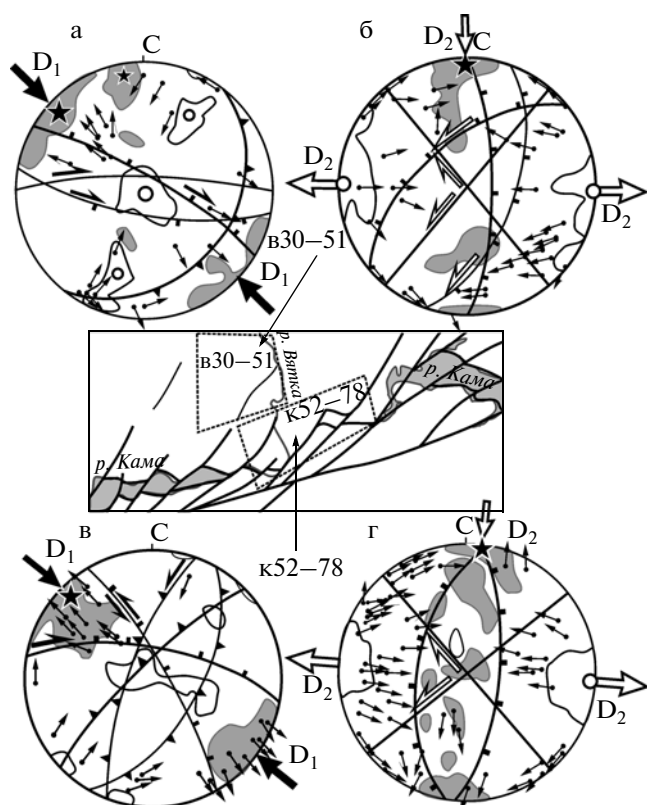 а
С
D₁
D₁
б
D₂
С
D₂
D₂
в30–51
в30–51
р. Вятка
к52–78
р. Кама
р. Кама
к52–78
в
С
D₁
D₁
г
С
D₂
D₂
D₂